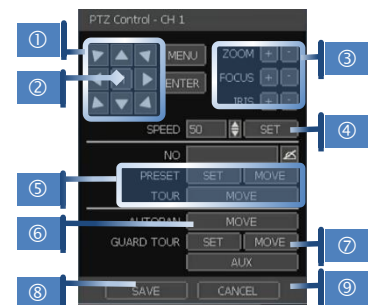 PTZ Control - CH 1
① MENU ZOOM + - ③
② ENTER FOCUS + -
IRIS + -
SPEED 50 SET ④
NO
⑤ PRESET SET MOVE
TOUR MOVE
⑥ AUTOPAN MOVE
GUARD TOUR SET MOVE ⑦
AUX
⑧ SAVE CANCEL ⑨